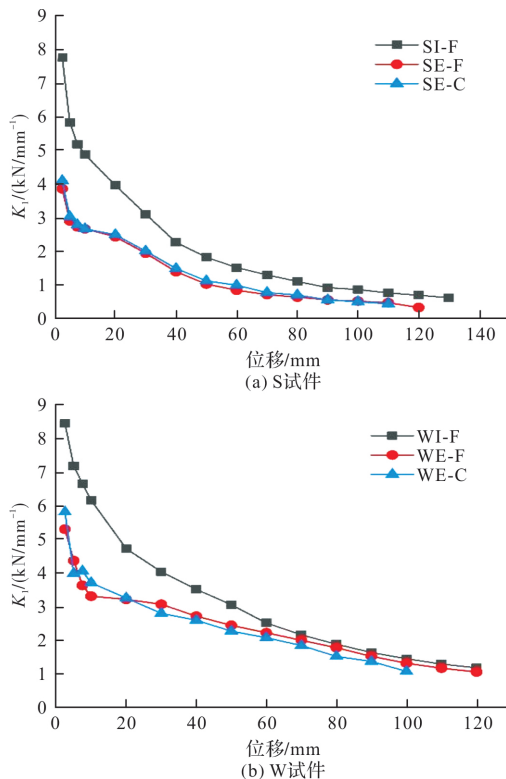 9
8
7
6
5
4
3
2
1
0
K₁/(kN/mm⁻¹)
SI-F
SE-F
SE-C
0 20 40 60 80 100 120 140
位移/mm
(a) S试件
9
8
7
6
5
4
3
2
1
0
K₁/(kN/mm⁻¹)
WI-F
WE-F
WE-C
0 20 40 60 80 100 120
位移/mm
(b) W试件